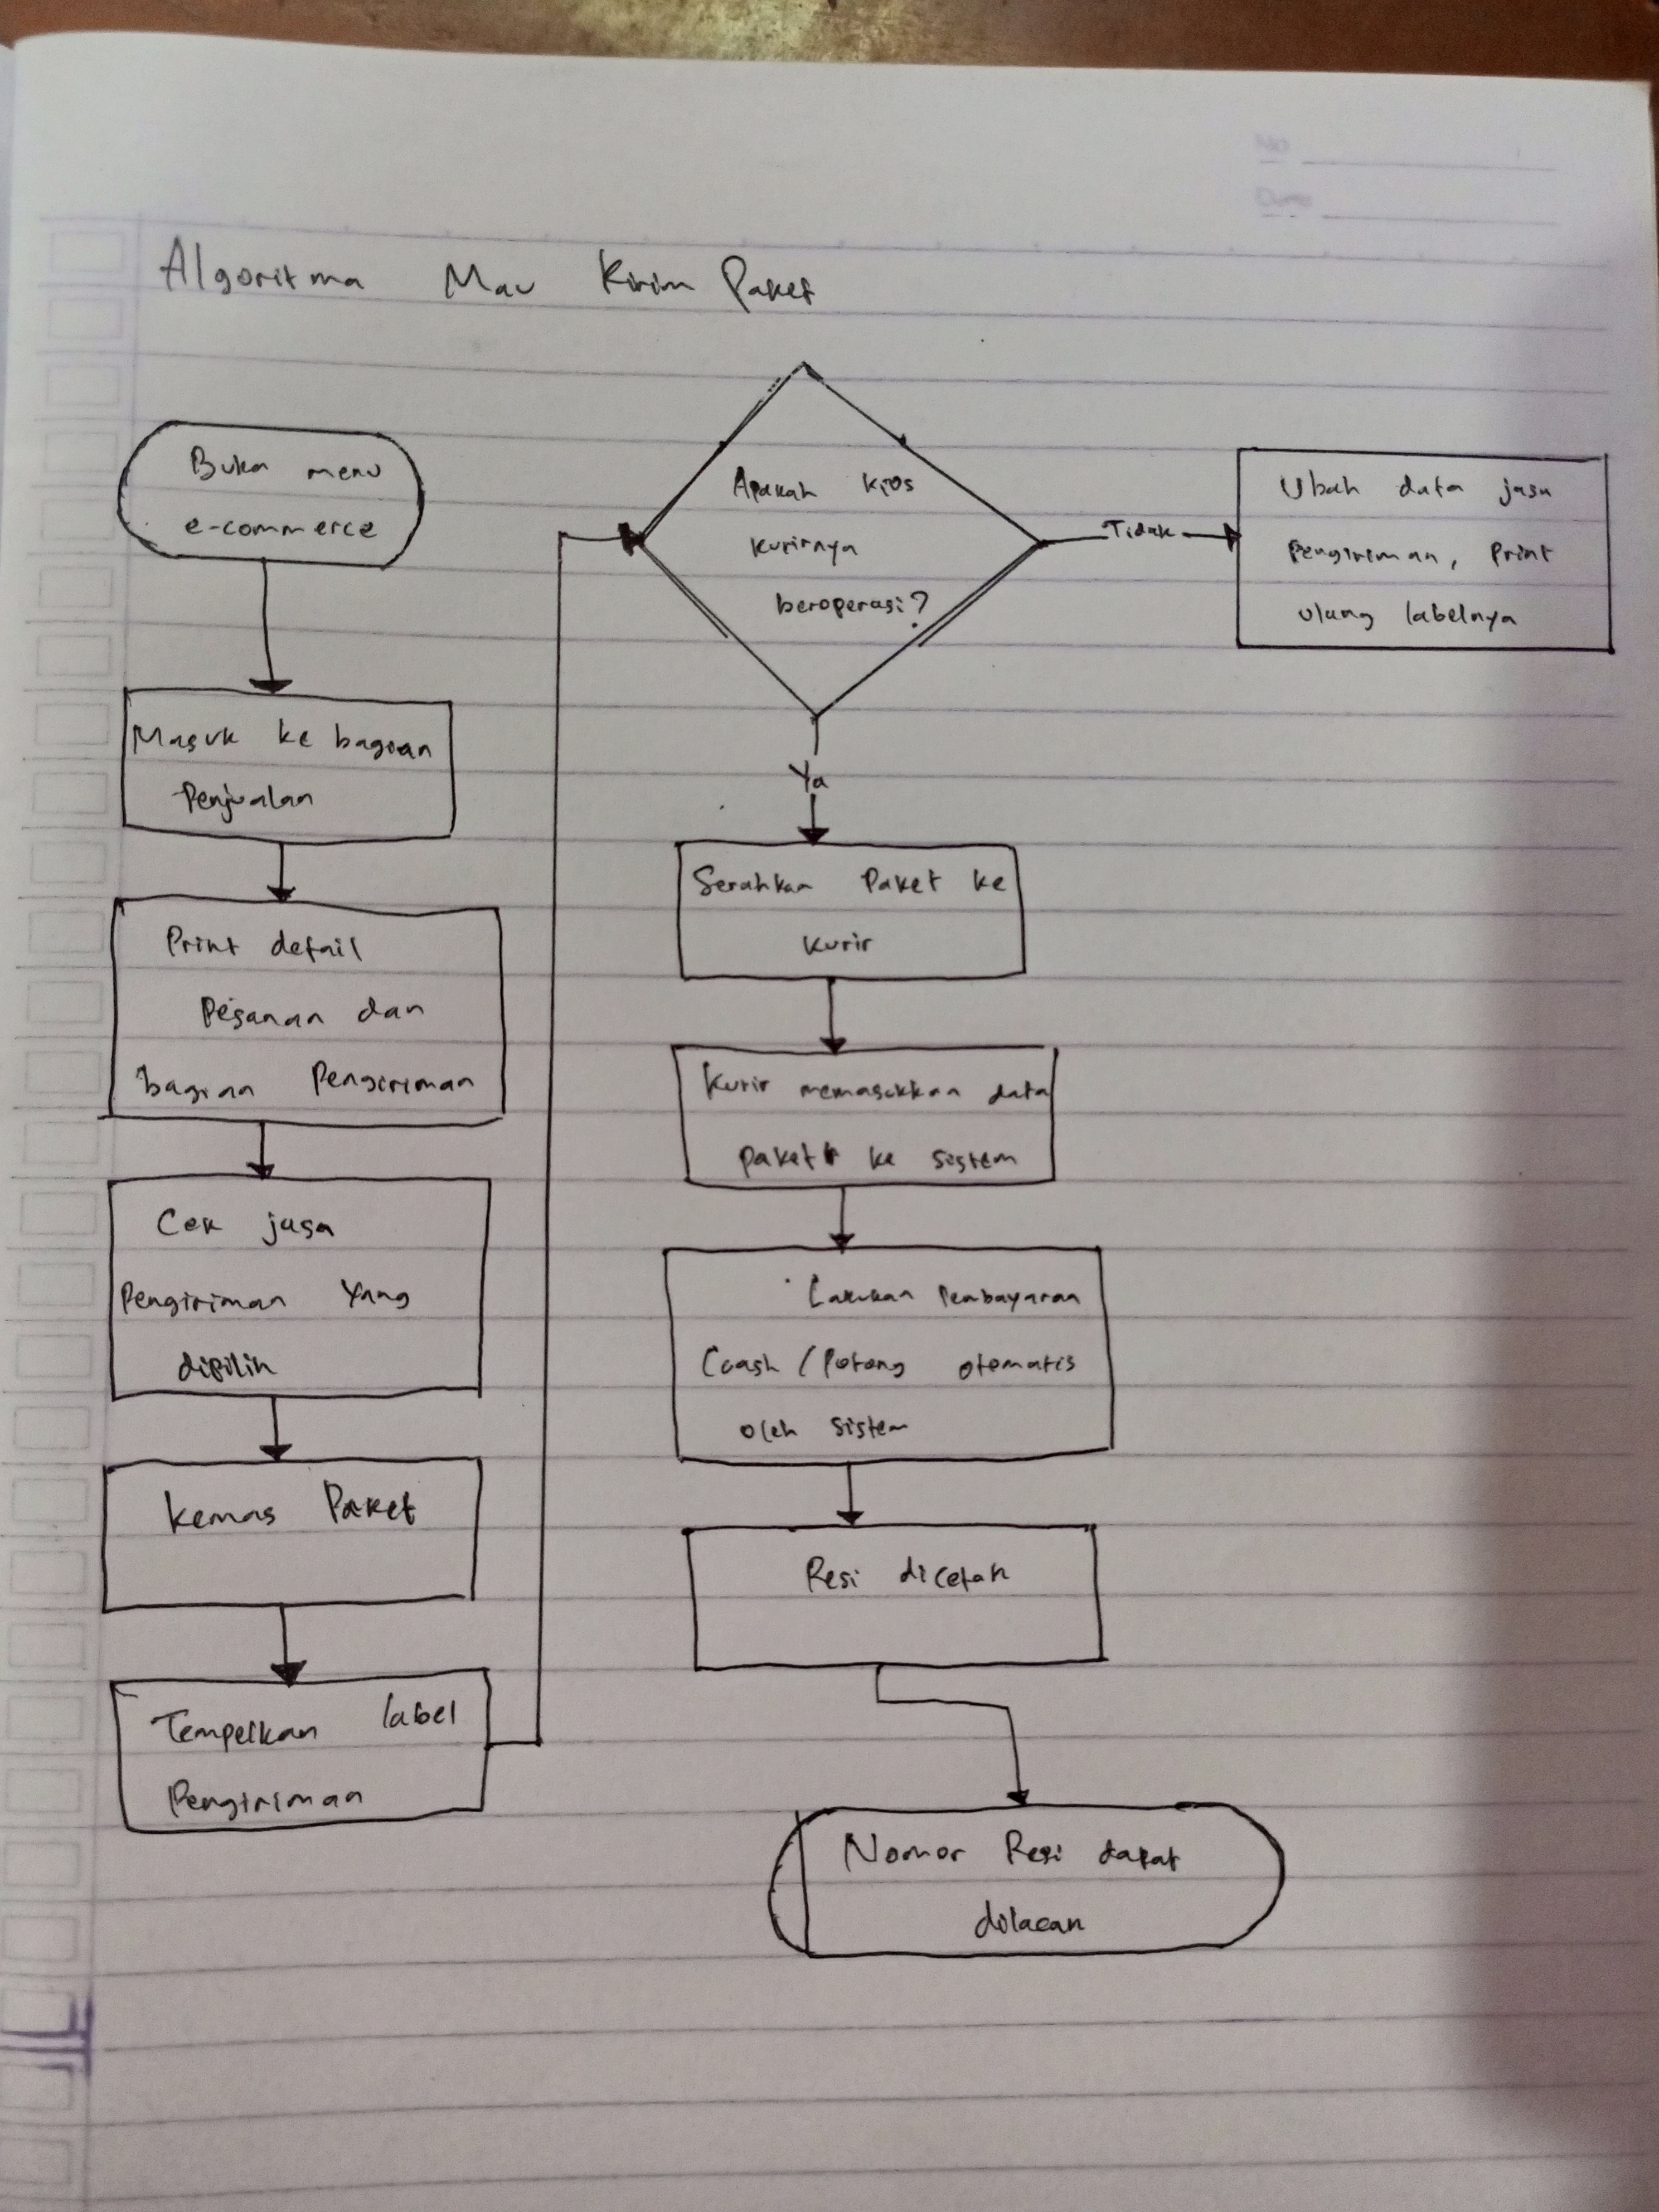 No
Date
Algoritma Mau Kirim Paket
Buka menu
e-commerce
Masuk ke bagian
Penjualan
Print detail
Pesanan dan
bagian Pengiriman
Cek jasa
Pengiriman Yang
dipilih
Kemas Paket
Tempelkan label
Pengiriman
Apakah kios
kurirnya
beroperasi?
Tidak
Ubah data jasa
Pengiriman, Print
ulang labelnya
Ya
Serahkan Paket ke
kurir
Kurir memasukkan data
paket ke sistem
Lakukan Pembayaran
Ccash / Potong otomatis
oleh sistem
Resi dicetak
Nomor Resi dapat
dilacak